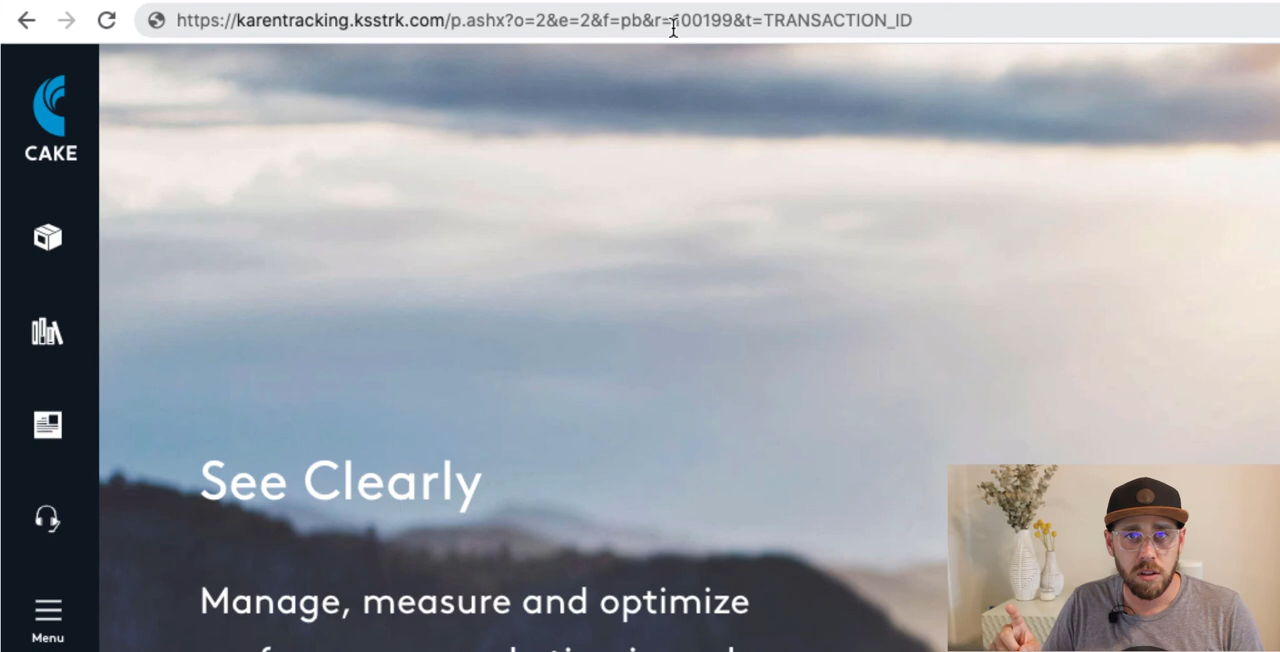 https://karentracking.ksstrk.com/p.ashx?o=2&e=2&f=pb&r=100199&t=TRANSACTION_ID
CAKE
See Clearly
Manage, measure and optimize
Menu